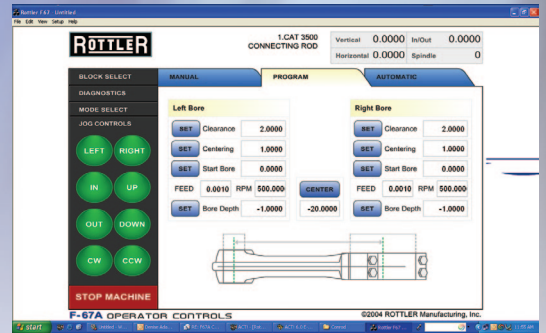 Rottler F67 Untitled
File Edit View Setup Help
ROTTLER
1.CAT 3500
CONNECTING ROD
Vertical 0.0000 In/Out 0.0000
Horizontal 0.0000 Spindle 0
BLOCK SELECT
DIAGNOSTICS
MODE SELECT
JOG CONTROLS
LEFT RIGHT
IN UP
OUT DOWN
CW CCW
STOP MACHINE
MANUAL PROGRAM AUTOMATIC
Left Bore
SET Clearance 2.0000
SET Centering 1.0000
SET Start Bore 0.0000
FEED 0.0010 RPM 500.000
SET Bore Depth -1.0000
CENTER
-20.0000
Right Bore
SET Clearance 2.0000
SET Centering 1.0000
SET Start Bore 0.0000
FEED 0.0010 RPM 500.000
SET Bore Depth -1.0000
F-67A OPERATOR CONTROLS
©2004 ROTTLER Manufacturing, Inc.
start